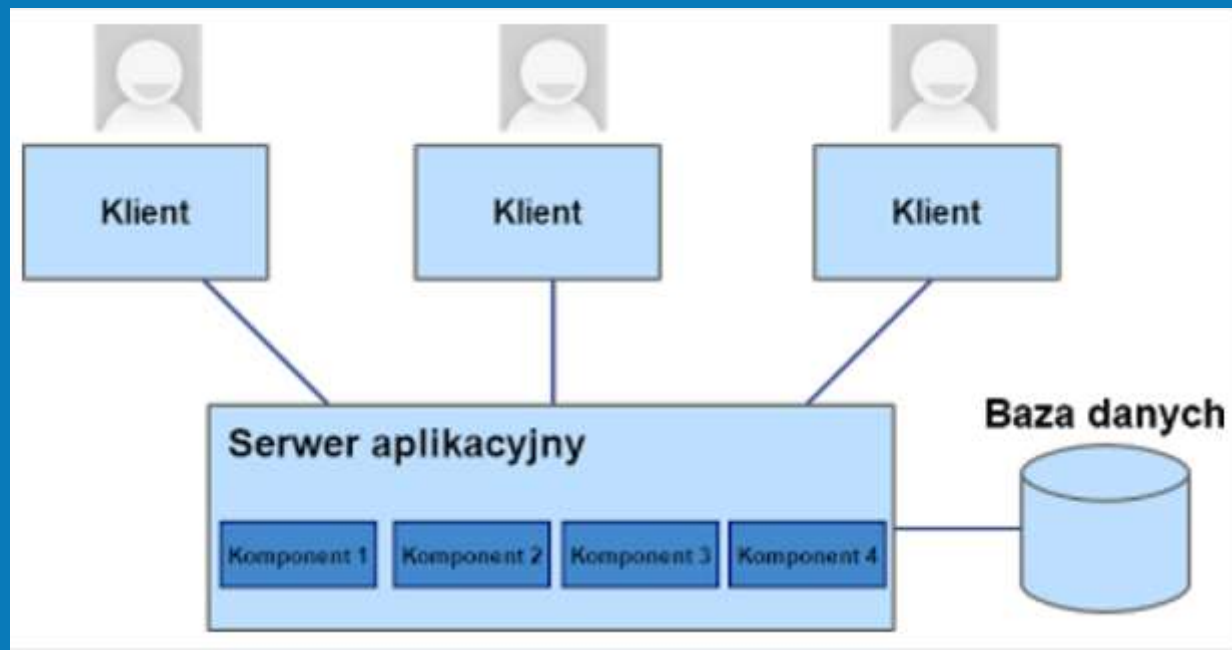 Klient
Klient
Klient
Baza danych
Serwer aplikacyjny
Komponent 1
Komponent 2
Komponent 3
Komponent 4